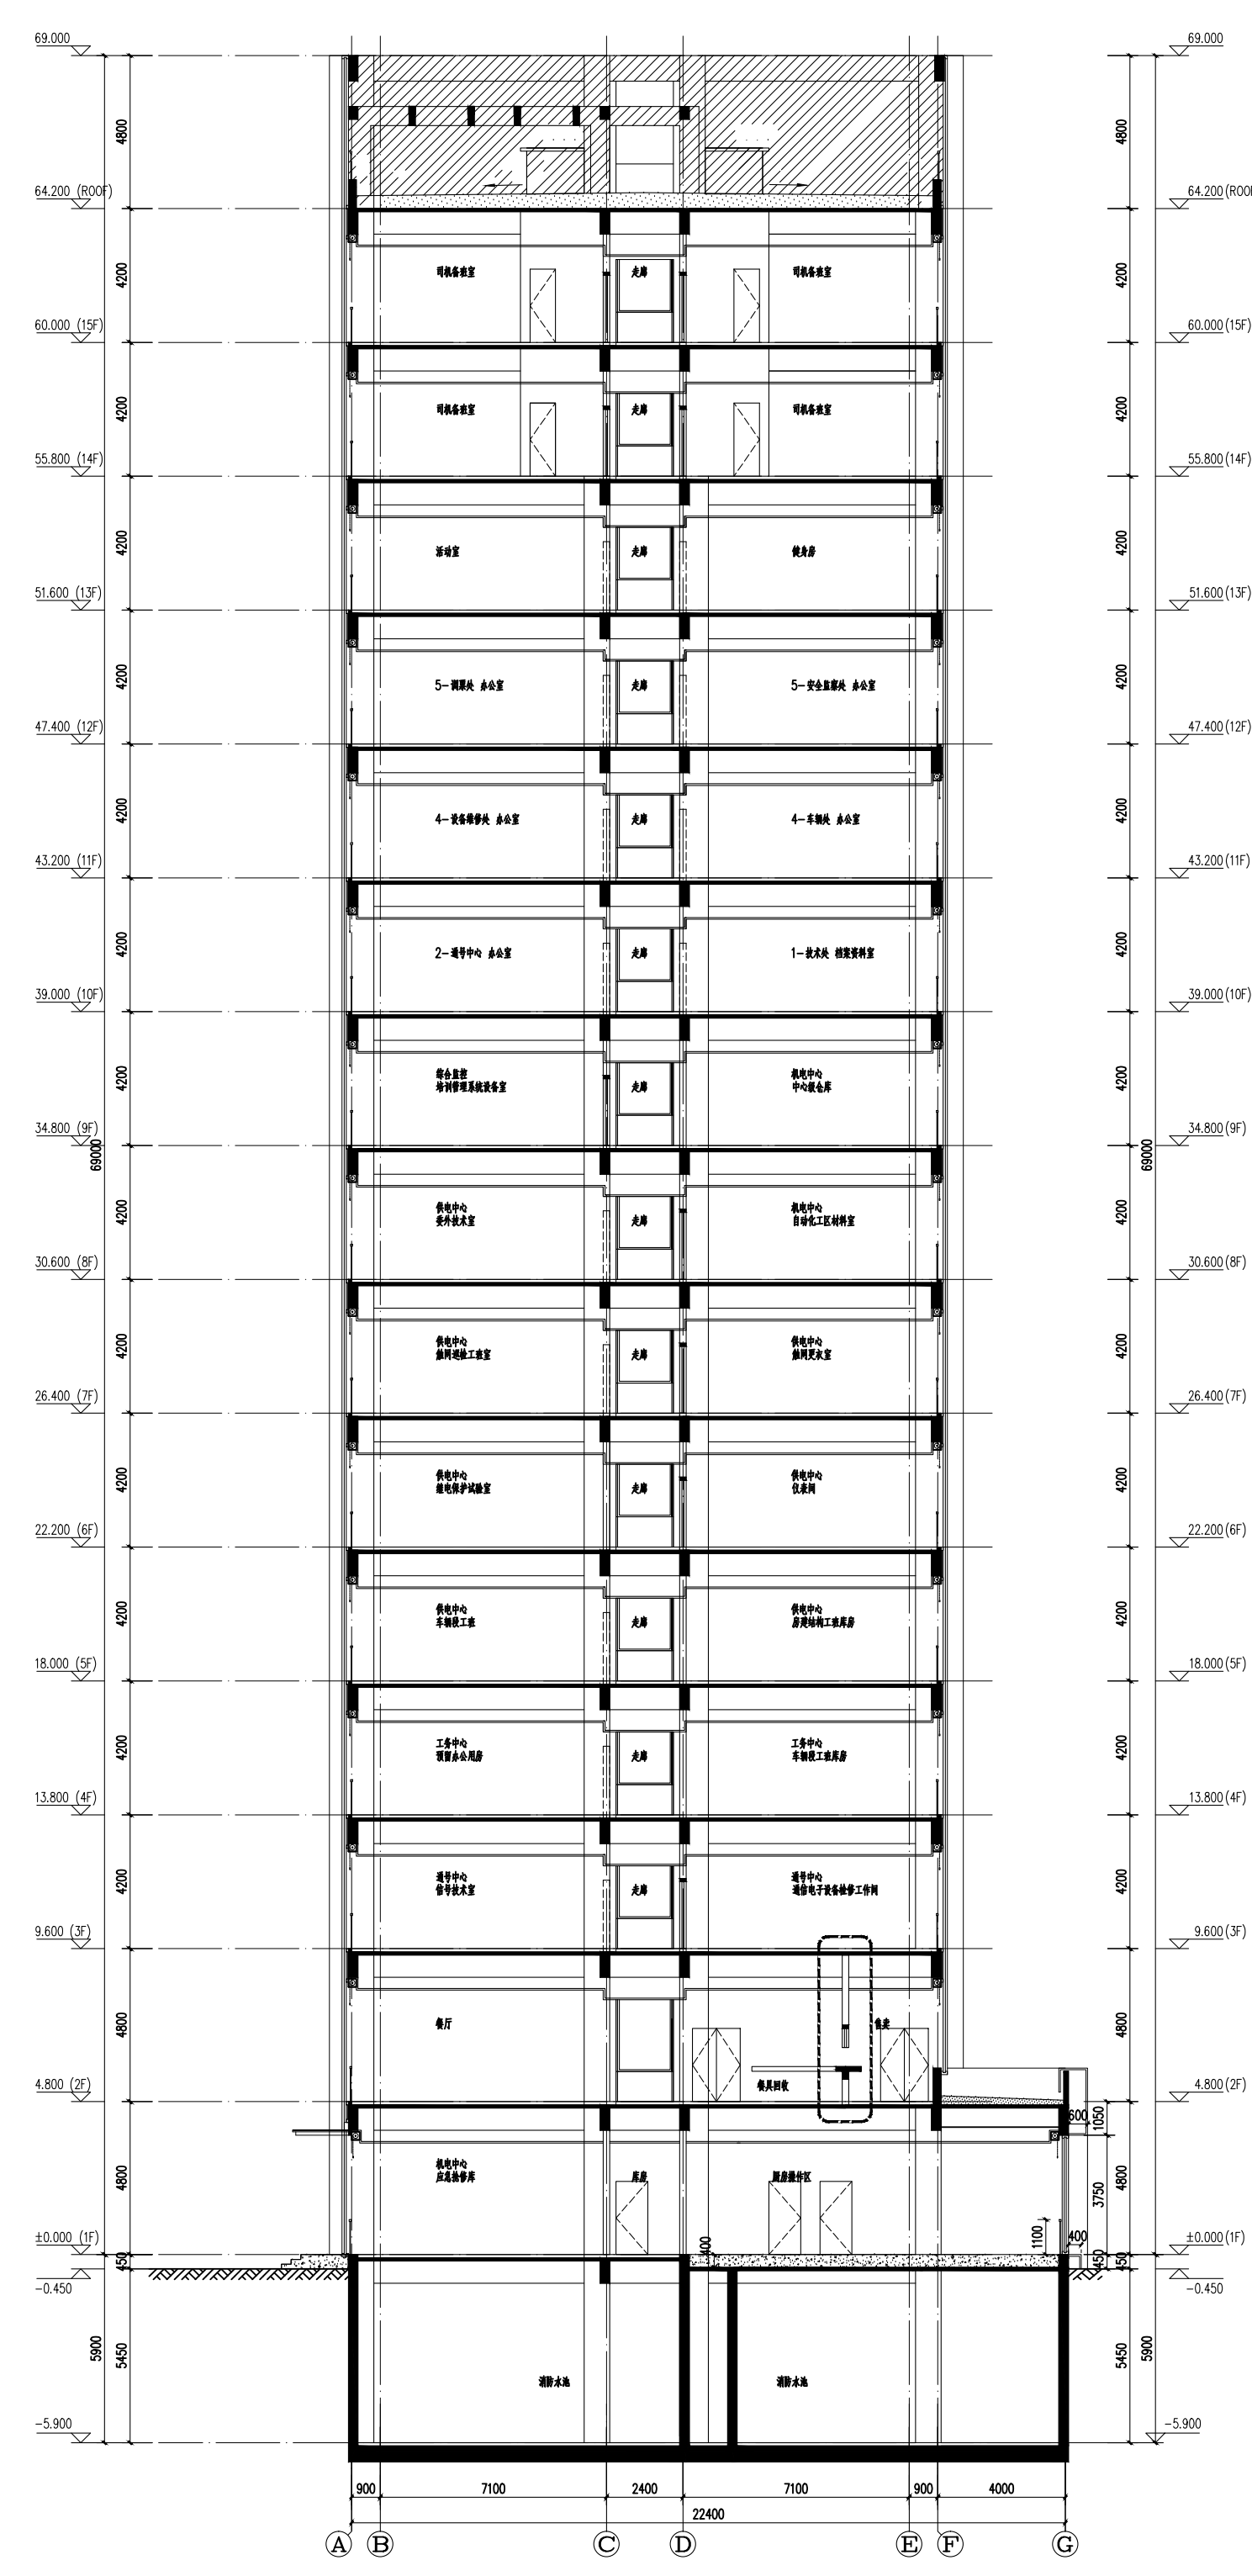 69.000
69.000
4800
4800
64.200 (ROOF)
64.200 (ROOF
4200
司机备班室
走廊
司机备班室
4200
60.000 (15F)
60.000 (15F)
4200
司机备班室
走廊
司机备班室
4200
55.800 (14F)
55.800 (14F)
4200
活动室
走廊
健身房
4200
51.600 (13F)
51.600 (13F)
4200
5-调票处 办公室
走廊
5-安全监察处 办公室
4200
47.400 (12F)
47.400 (12F)
4200
4-设备维修处 办公室
走廊
4-车辆处 办公室
4200
43.200 (11F)
43.200 (11F)
4200
2-通号中心 办公室
走廊
1-技术处 档案资料室
4200
39.000 (10F)
39.000 (10F)
4200
综合监控
培训管理系统设备室
走廊
机电中心
中心级仓库
4200
34.800 (9F)
34.800 (9F)
69000
69000
4200
供电中心
委外技术室
走廊
机电中心
自动化工区材料室
4200
30.600 (8F)
30.600 (8F)
4200
供电中心
触网巡检工班室
走廊
供电中心
触网更衣室
4200
26.400 (7F)
26.400 (7F)
4200
供电中心
继电保护试验室
走廊
供电中心
仪表间
4200
22.200 (6F)
22.200 (6F)
4200
供电中心
车辆段工班
走廊
供电中心
房建结构工班库房
4200
18.000 (5F)
18.000 (5F)
4200
工务中心
预留办公用房
走廊
工务中心
车辆段工班库房
4200
13.800 (4F)
13.800 (4F)
4200
通号中心
信号技术室
走廊
通号中心
通信电子设备检修工作间
4200
9.600 (3F)
9.600 (3F)
4800
餐厅
售卖
4800
餐具回收
4.800 (2F)
4.800 (2F)
600
1050
4800
机电中心
应急抢修库
库房
厨房操作区
3750
4800
1100
400
±0.000 (1F)
±0.000 (1F)
450
400
450
450
-0.450
-0.450
5900
5450
消防水池
消防水池
5450
5900
-5.900
-5.900
900
7100
2400
7100
900
4000
22400
A
B
C
D
E
F
G